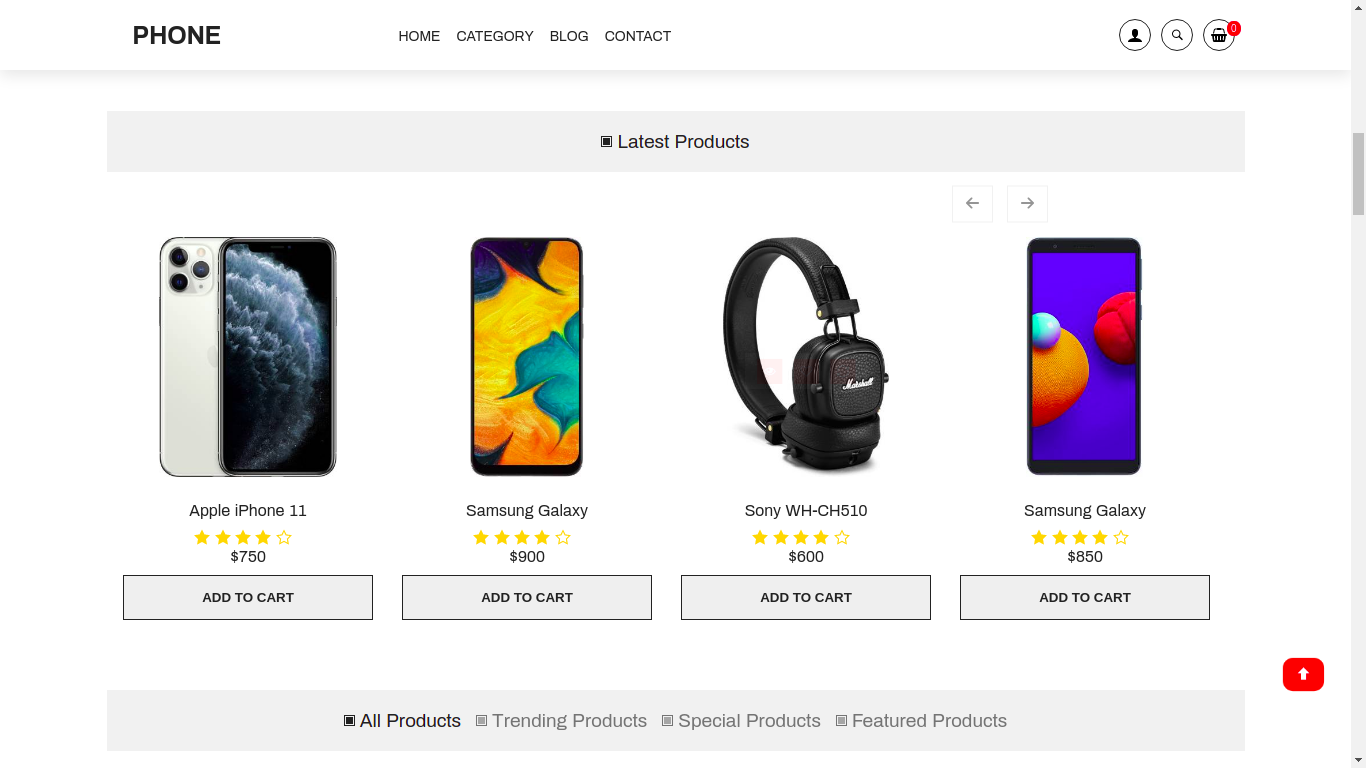 PHONE
HOME CATEGORY BLOG CONTACT
0
Latest Products
Marshall
Apple iPhone 11
$750
ADD TO CART
Samsung Galaxy
$900
ADD TO CART
Sony WH-CH510
$600
ADD TO CART
Samsung Galaxy
$850
ADD TO CART
All Products Trending Products Special Products Featured Products